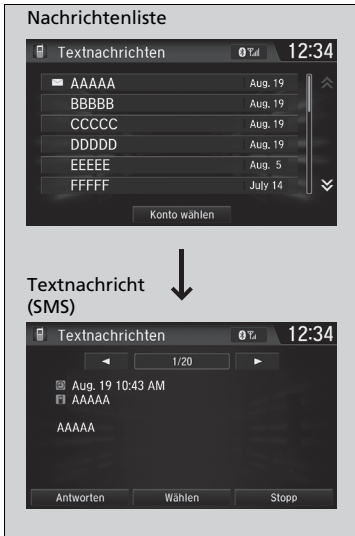 Nachrichtenliste
Textnachrichten 12:34
AAAAA Aug. 19
BBBBB Aug. 19
CCCCC Aug. 19
DDDDD Aug. 19
EEEEE Aug. 5
FFFFF July 14
Konto wählen
Textnachricht
(SMS)
Textnachrichten 12:34
1/20
Aug. 19 10:43 AM
AAAAA
AAAAA
Antworten Wählen Stopp